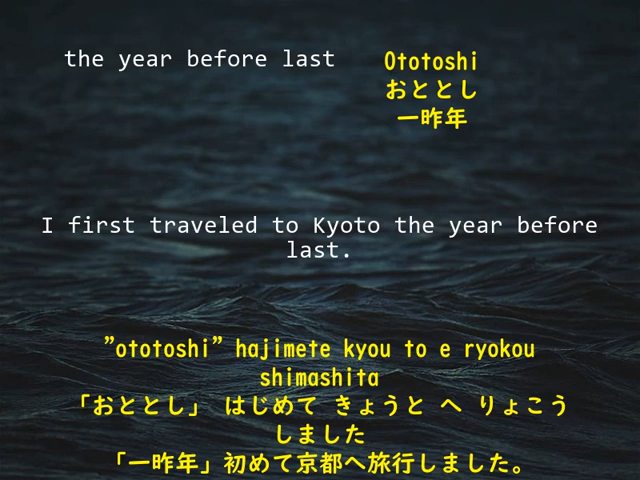 the year before last
Ototoshi
おととし
一昨年
I first traveled to Kyoto the year before
last.
”ototoshi” hajimete kyou to e ryokou
shimashita
「おととし」 はじめて きょうと へ りょこう
しました
「一昨年」初めて京都へ旅行しました。